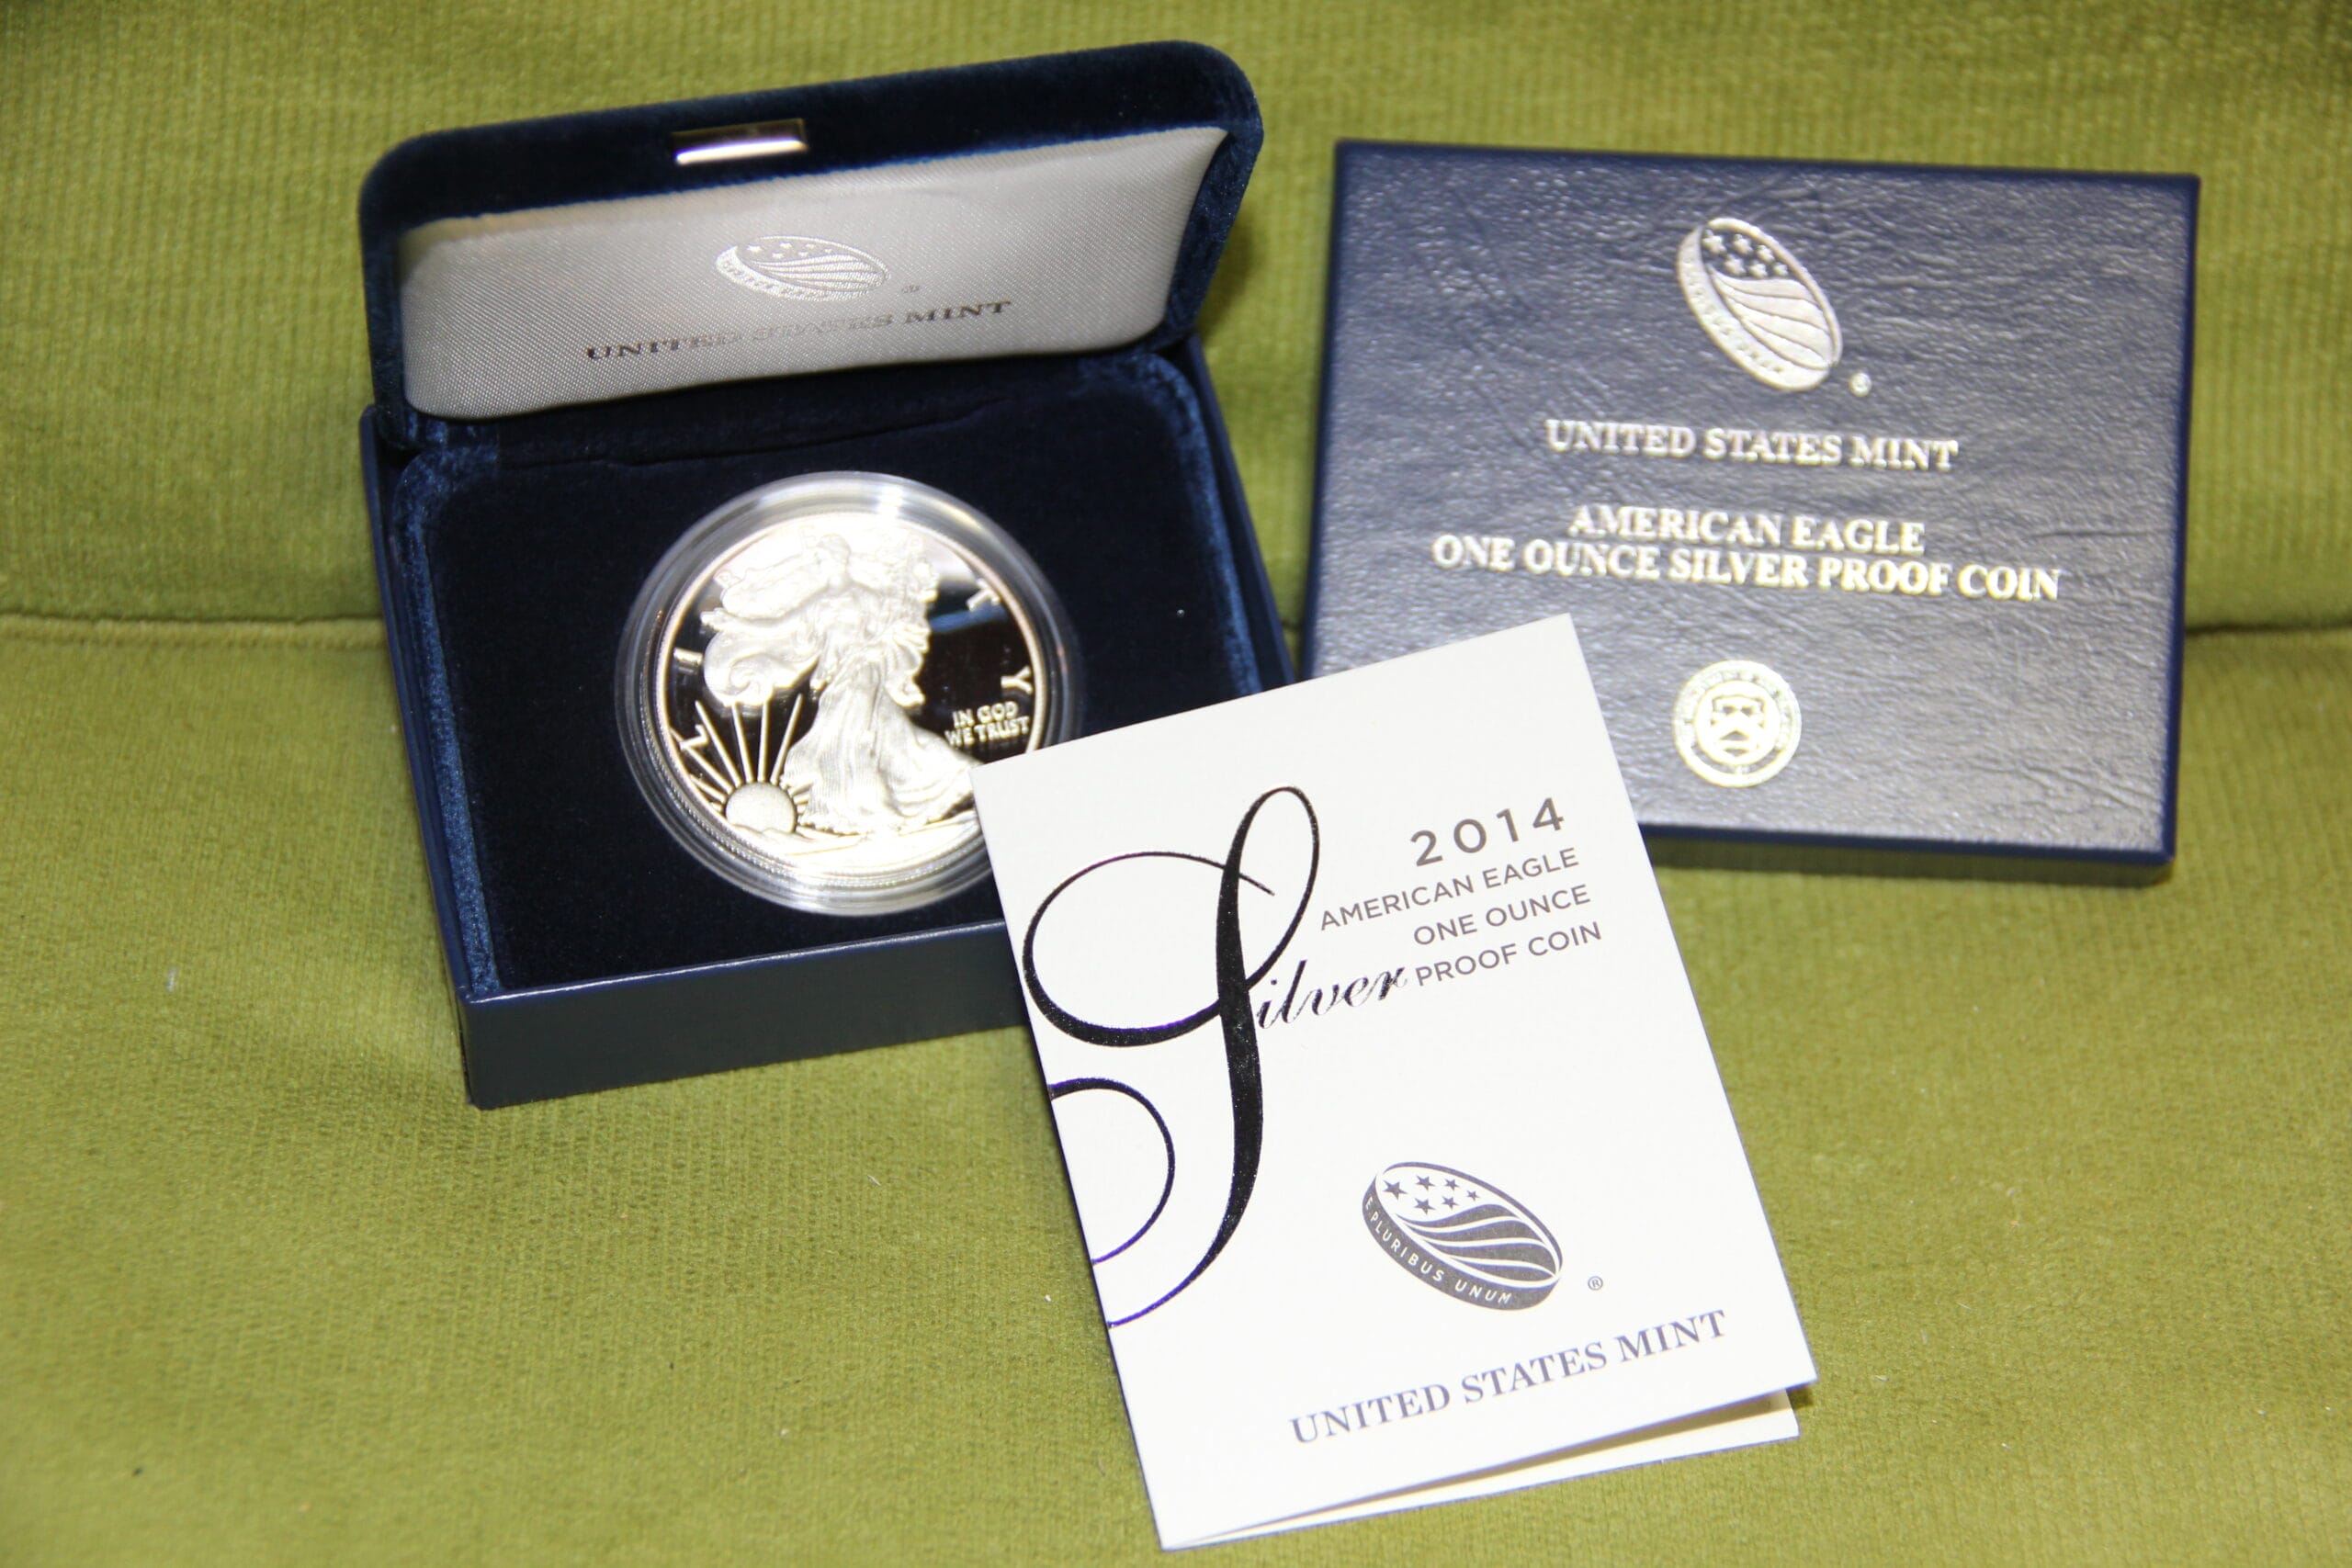 UNITED STATES MINT
IN GOD
WE TRUST
UNITED STATES MINT
AMERICAN EAGLE
ONE OUNCE SILVER PROOF COIN
2014
AMERICAN EAGLE
ONE OUNCE
Silver PROOF COIN
E PLURIBUS UNUM
®
UNITED STATES MINT